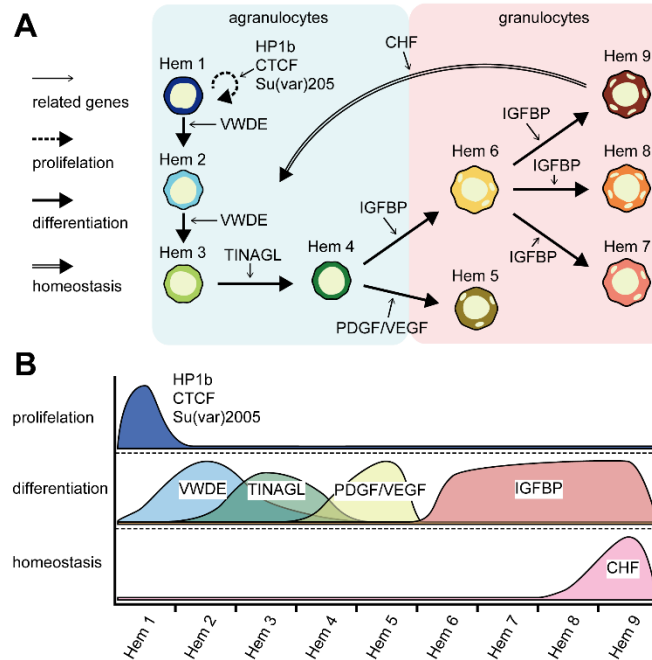 A
agranulocytes
granulocytes
Hem 1
HP1b
CTCF
Su(var)205
CHF
Hem 9
related genes
VWDE
IGFBP
prolifelation
Hem 2
Hem 6
Hem 8
IGFBP
differentiation
VWDE
IGFBP
Hem 3
TINAGL
Hem 4
Hem 7
IGFBP
homeostasis
Hem 5
PDGF/VEGF
B
HP1b
CTCF
Su(var)2005
prolifelation
differentiation
VWDE
TINAGL
PDGF/VEGF
IGFBP
homeostasis
CHF
Hem 1
Hem 2
Hem 3
Hem 4
Hem 5
Hem 6
Hem 7
Hem 8
Hem 9